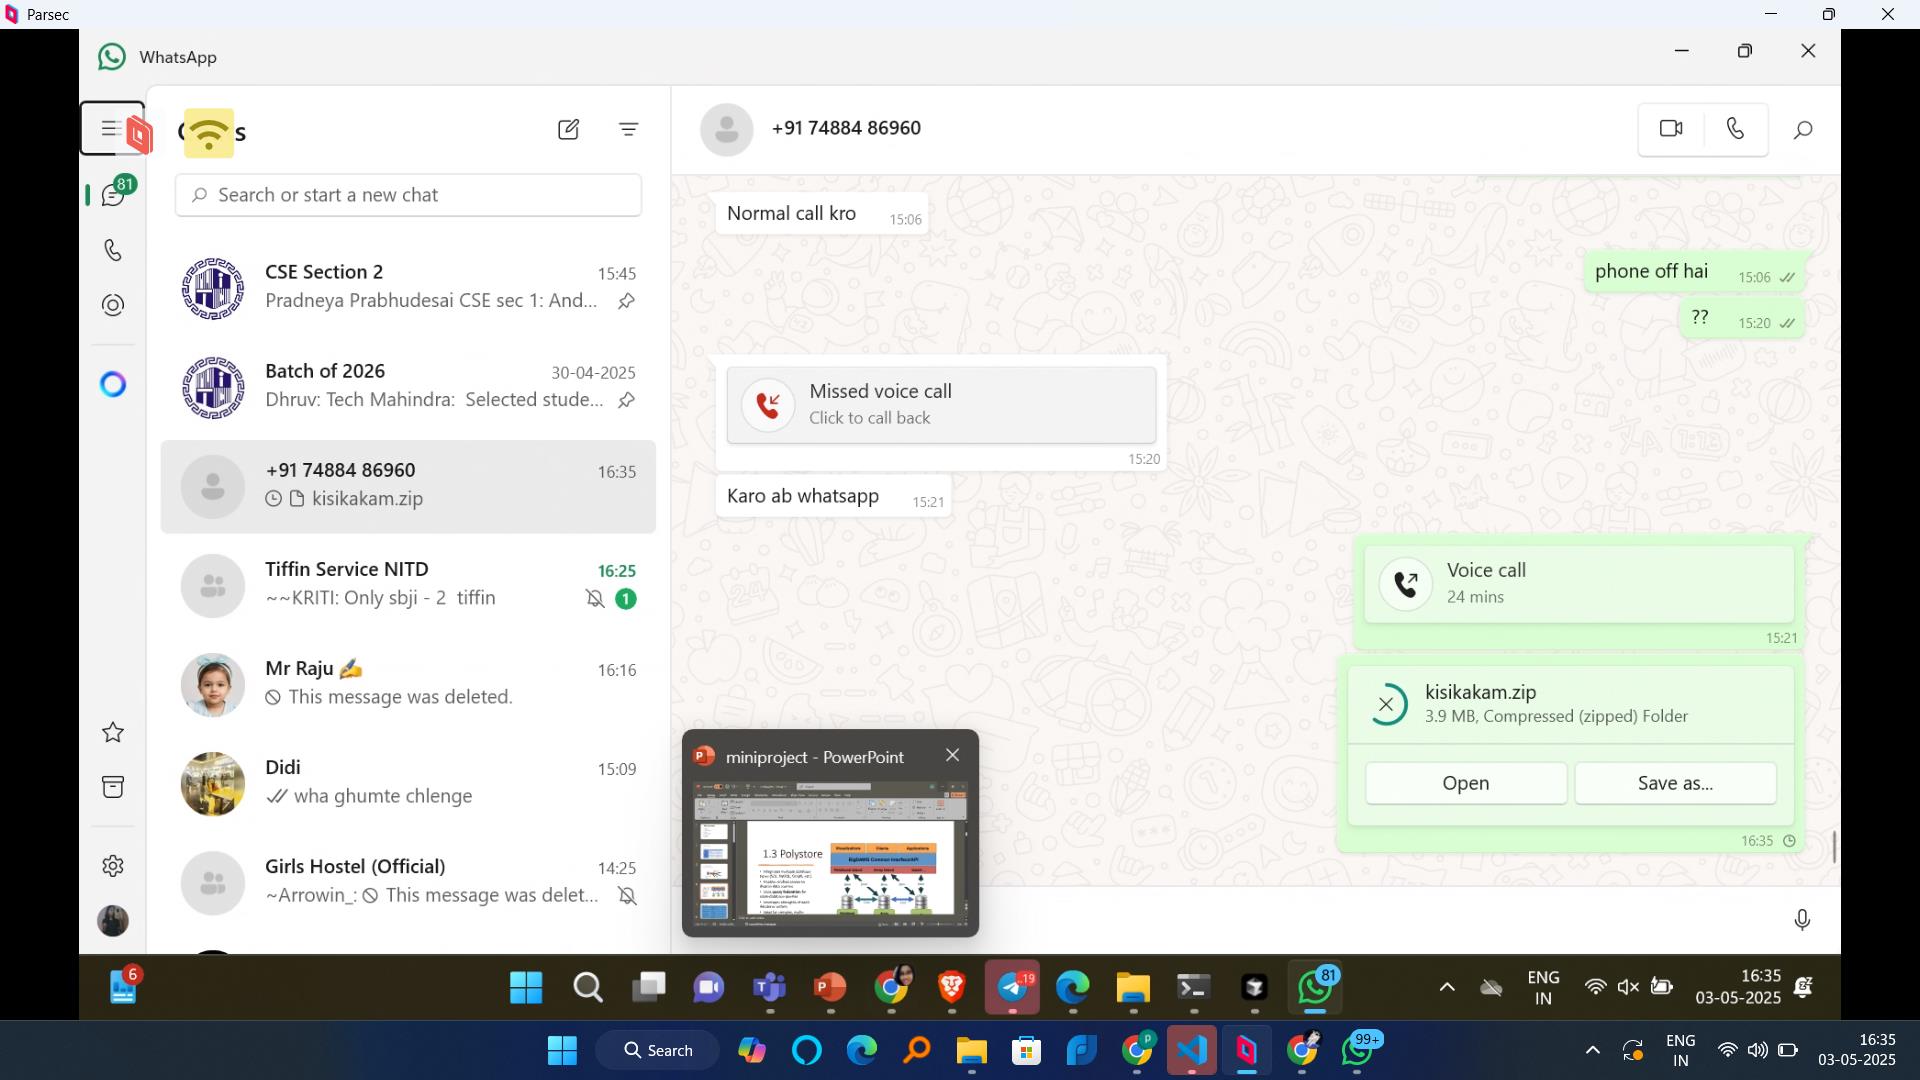 Parsec
WhatsApp
s
81
Search or start a new chat
CSE Section 2
15:45
Pradneya Prabhudesai CSE sec 1: And...
Batch of 2026
30-04-2025
Dhruv: Tech Mahindra: Selected stude...
+91 74884 86960
16:35
kisikakam.zip
Tiffin Service NITD
16:25
~~KRITI: Only sbji - 2 tiffin
1
Mr Raju ✍
16:16
This message was deleted.
Didi
15:09
wha ghumte chlenge
Girls Hostel (Official)
14:25
~Arrowin_: This message was delet...
+91 74884 86960
Normal call kro 15:06
phone off hai 15:06
?? 15:20
Missed voice call
Click to call back
15:20
Karo ab whatsapp 15:21
Voice call
24 mins
15:21
kisikakam.zip
3.9 MB, Compressed (zipped) Folder
Open Save as...
16:35
miniproject - PowerPoint
1.3 Polystore
6
19
81
ENG
IN
16:35
03-05-2025
Search
99+
ENG
IN
16:35
03-05-2025